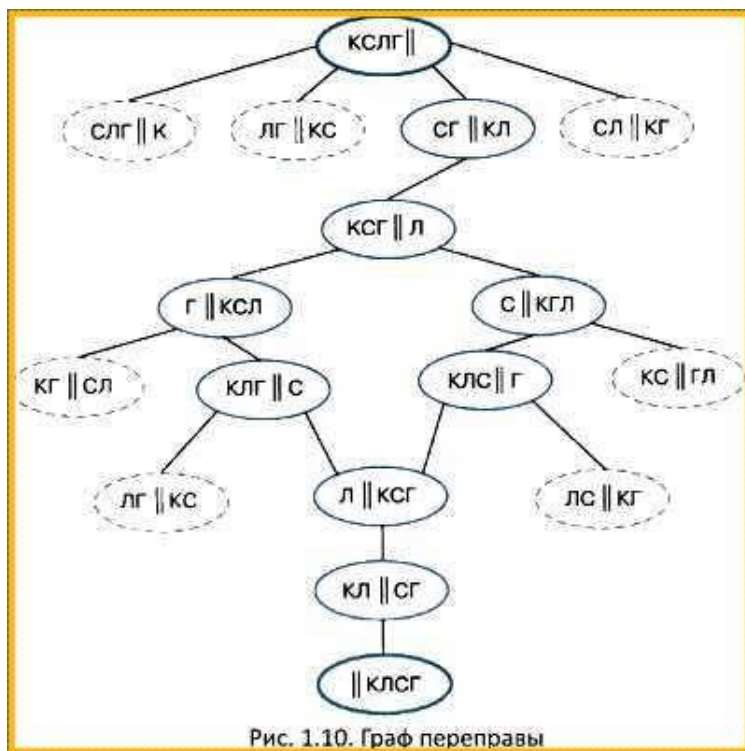 КСЛГ ||
СЛГ || К
ЛГ || КС
СГ || КЛ
СЛ || КГ
КСГ || Л
Г || КСЛ
С || КГЛ
КГ || СЛ
КЛГ || С
КЛС || Г
КС || ГЛ
ЛГ || КС
Л || КСГ
ЛС || КГ
КЛ || СГ
|| КЛСГ
Рис. 1.10. Граф переправы